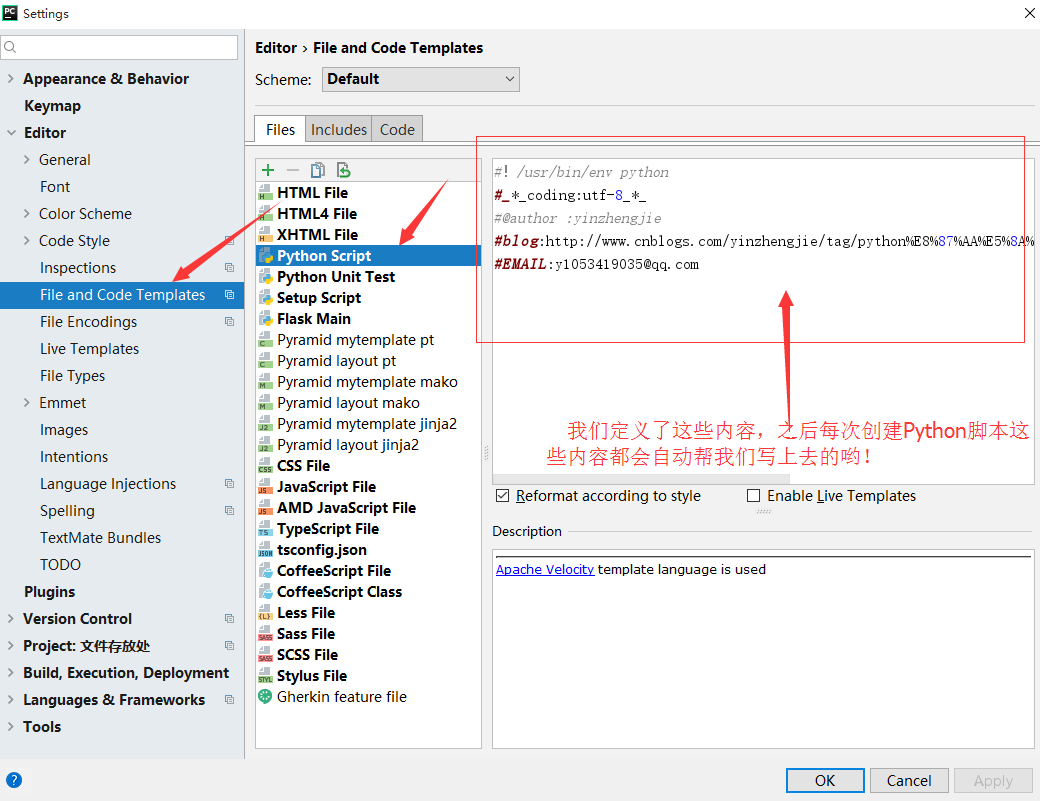 PC Settings
Appearance & Behavior
Keymap
Editor
General
Font
Color Scheme
Code Style
Inspections
File and Code Templates
File Encodings
Live Templates
File Types
Emmet
Images
Intentions
Language Injections
Spelling
TextMate Bundles
TODO
Plugins
Version Control
Project: 文件存放处
Build, Execution, Deployment
Languages & Frameworks
Tools
?
Editor › File and Code Templates
Scheme: Default
Files Includes Code
HTML File
HTML4 File
XHTML File
Python Script
Python Unit Test
Setup Script
Flask Main
Pyramid mytemplate pt
Pyramid layout pt
Pyramid mytemplate mako
Pyramid layout mako
Pyramid mytemplate jinja2
Pyramid layout jinja2
CSS File
JavaScript File
AMD JavaScript File
TypeScript File
tsconfig.json
CoffeeScript File
CoffeeScript Class
Less File
Sass File
SCSS File
Stylus File
Gherkin feature file
#! /usr/bin/env python
#_*_coding:utf-8_*_
#@author :yinzhengjie
#blog:http://www.cnblogs.com/yinzhengjie/tag/python%E8%87%AA%E5%8A%
#EMAIL:y1053419035@qq.com
我们定义了这些内容，之后每次创建Python脚本这
些内容都会自动帮我们写上去的哟！
Reformat according to style Enable Live Templates
Description
Apache Velocity template language is used
OK Cancel Apply